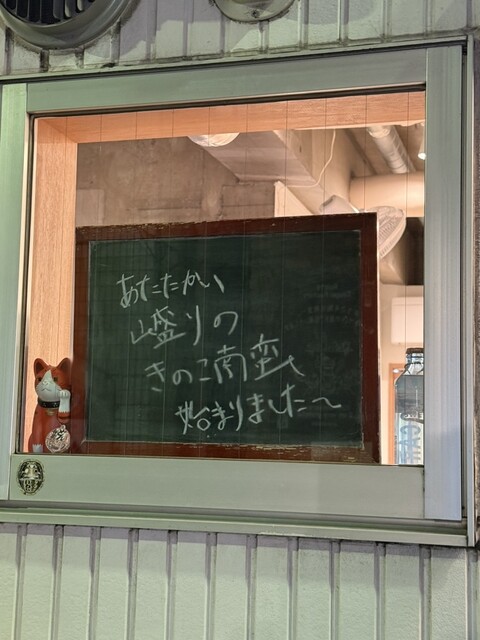 あたたかい
山盛りの
きのこ南蛮
始まりました〜